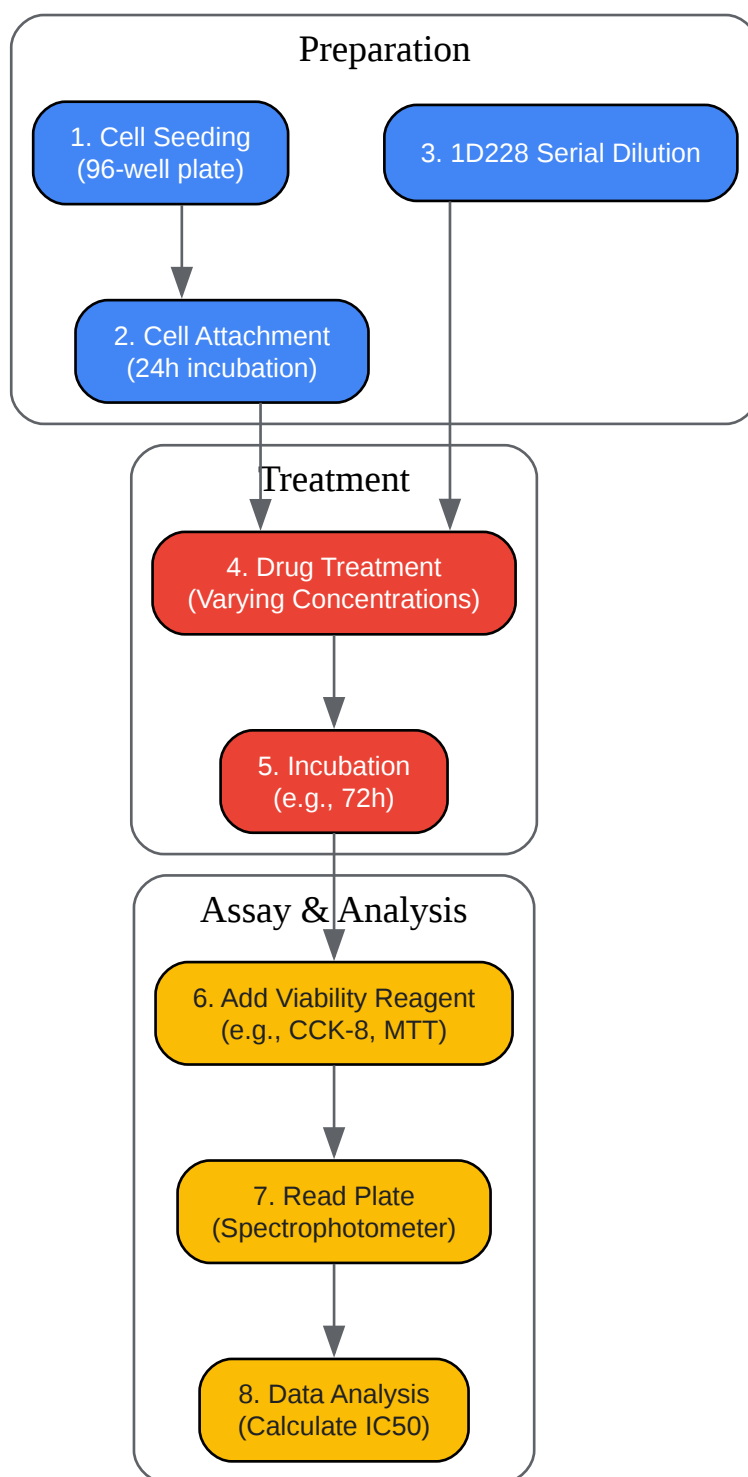 Preparation
1. Cell Seeding
(96-well plate)
3. 1D228 Serial Dilution
2. Cell Attachment
(24h incubation)
Treatment
4. Drug Treatment
(Varying Concentrations)
5. Incubation
(e.g., 72h)
Assay & Analysis
6. Add Viability Reagent
(e.g., CCK-8, MTT)
7. Read Plate
(Spectrophotometer)
8. Data Analysis
(Calculate IC50)